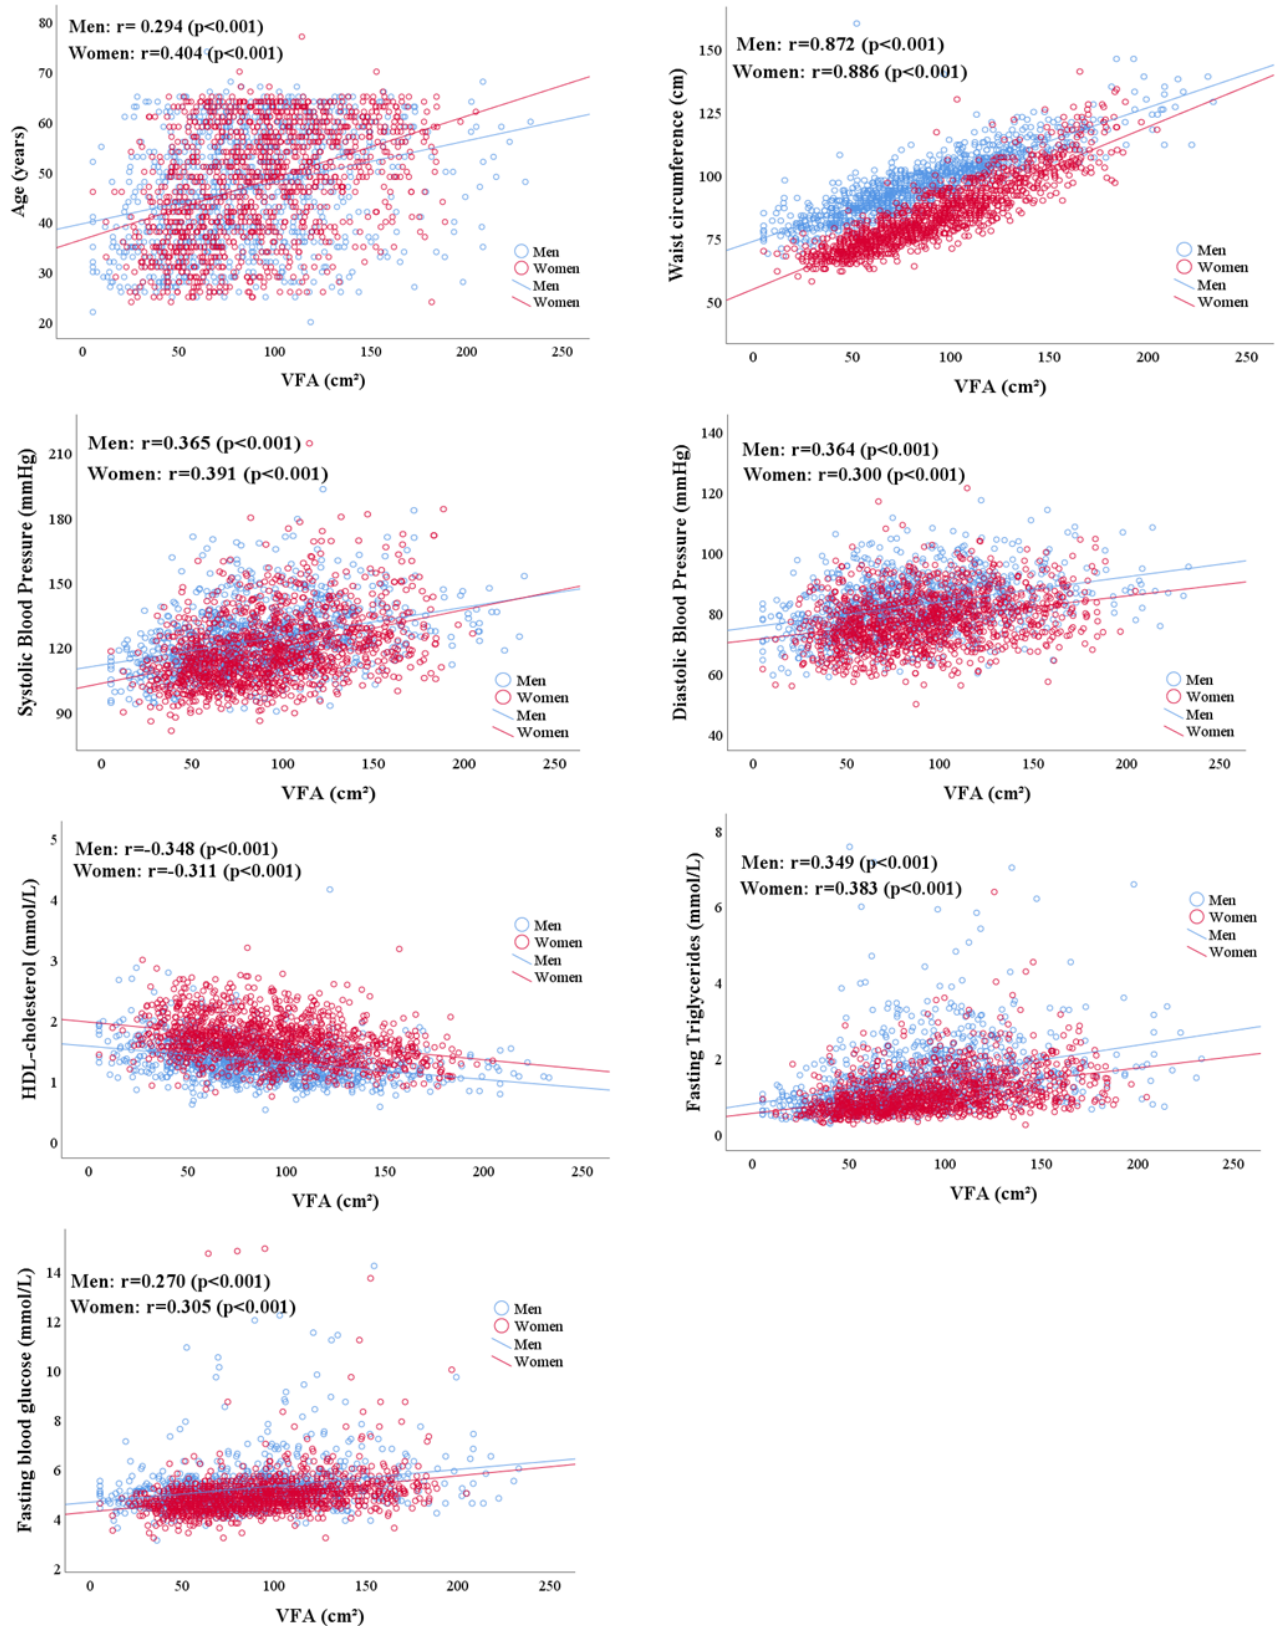 Men: r= 0.294 (p<0.001)
Women: r=0.404 (p<0.001)
Age (years)
80
70
60
50
40
30
20
0 50 100 150 200 250
VFA (cm²)
Men
Women
Men
Women
Men: r=0.872 (p<0.001)
Women: r=0.886 (p<0.001)
Waist circumference (cm)
150
125
100
75
50
0 50 100 150 200 250
VFA (cm²)
Men
Women
Men
Women
Men: r=0.365 (p<0.001)
Women: r=0.391 (p<0.001)
Systolic Blood Pressure (mmHg)
210
180
150
120
90
0 50 100 150 200 250
VFA (cm²)
Men
Women
Men
Women
Men: r=0.364 (p<0.001)
Women: r=0.300 (p<0.001)
Diastolic Blood Pressure (mmHg)
140
120
100
80
60
40
0 50 100 150 200 250
VFA (cm²)
Men
Women
Men
Women
Men: r=-0.348 (p<0.001)
Women: r=-0.311 (p<0.001)
HDL-cholesterol (mmol/L)
5
4
3
2
1
0
0 50 100 150 200 250
VFA (cm²)
Men
Women
Men
Women
Men: r=0.349 (p<0.001)
Women: r=0.383 (p<0.001)
Fasting Triglycerides (mmol/L)
8
6
4
2
0
0 50 100 150 200 250
VFA (cm²)
Men
Women
Men
Women
Men: r=0.270 (p<0.001)
Women: r=0.305 (p<0.001)
Fasting blood glucose (mmol/L)
14
12
10
8
6
4
2
0 50 100 150 200 250
VFA (cm²)
Men
Women
Men
Women